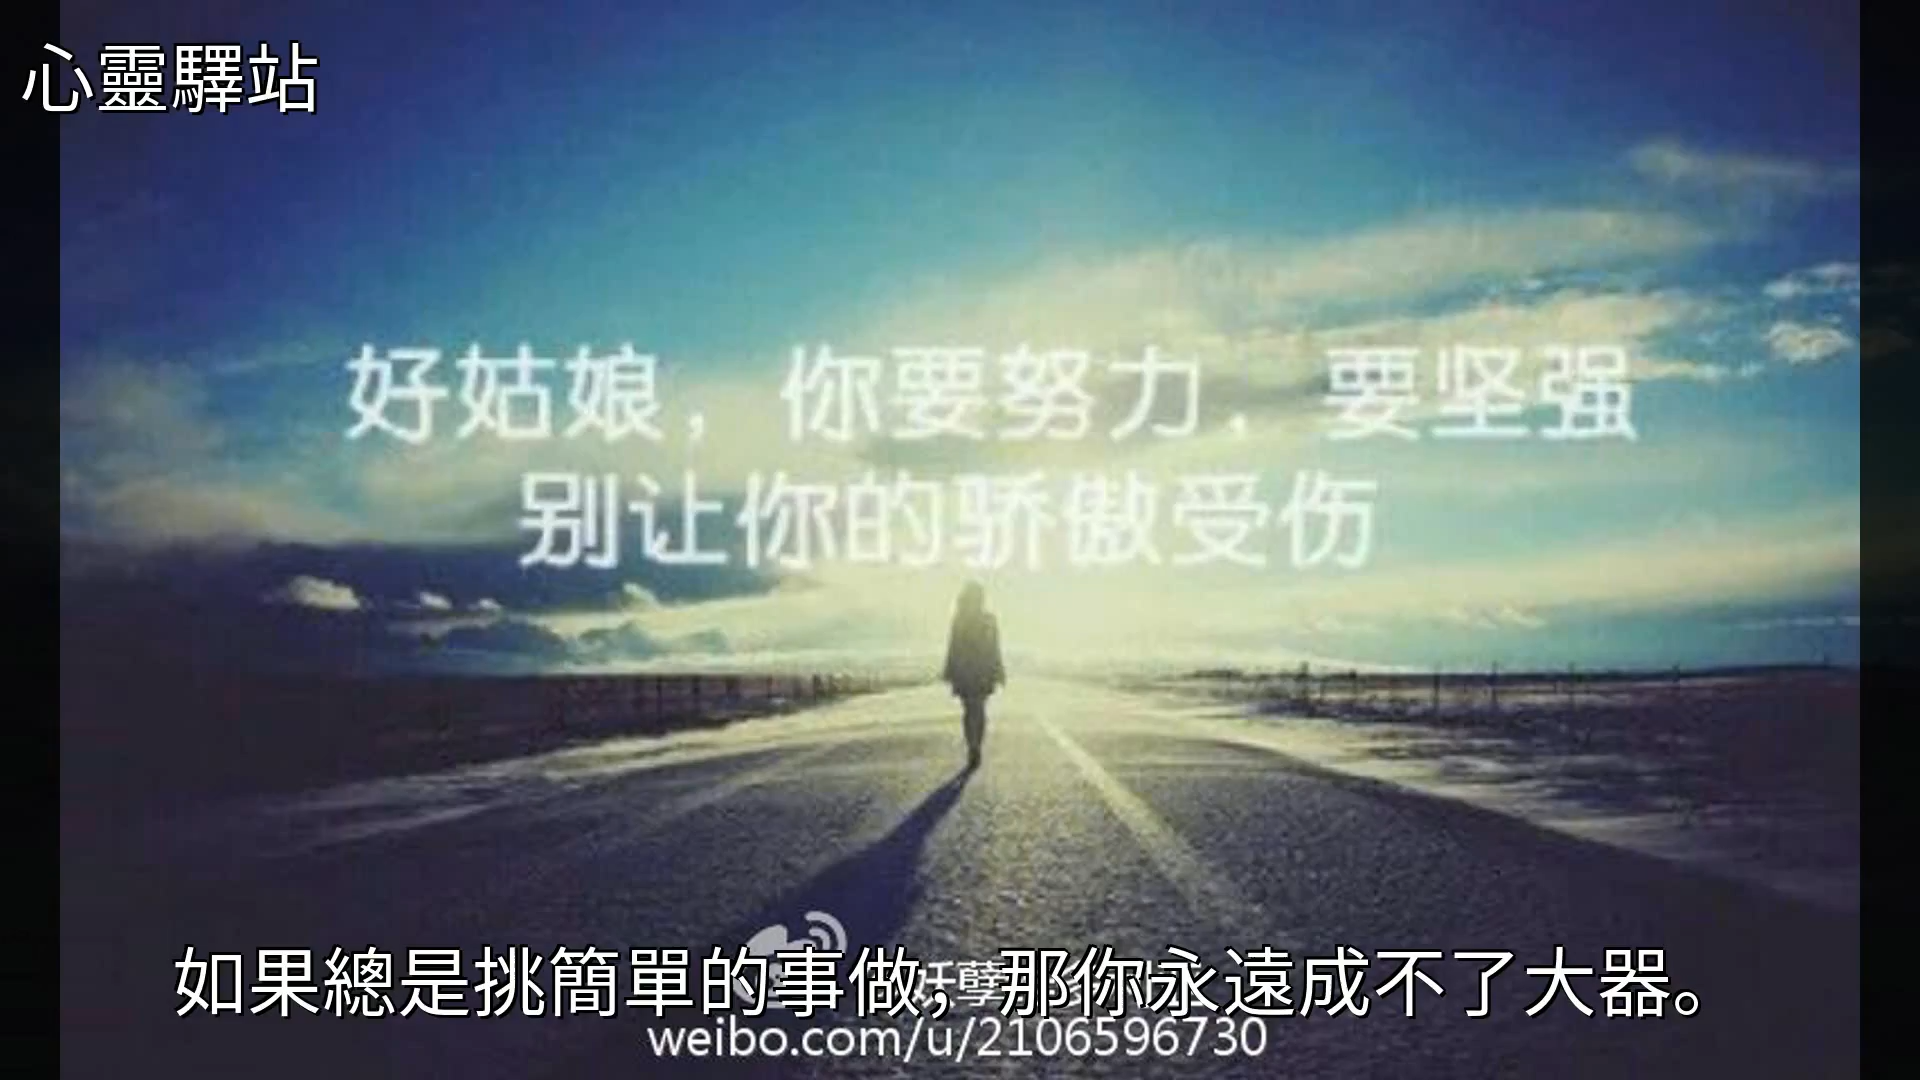 心靈驛站
好姑娘，你要努力，要坚强
别让你的骄傲受伤
如果總是挑簡單的事做，那你永遠成不了大器。
weibo.com/u/2106596730